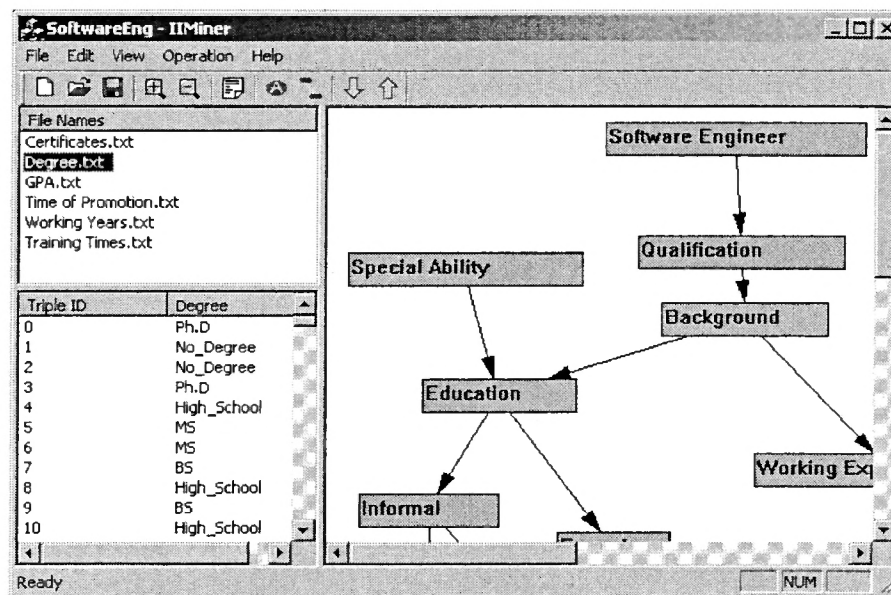 SoftwareEng - IIMiner
File Edit View Operation Help
File Names
Certificates.txt
Degree.txt
GPA.txt
Time of Promotion.txt
Working Years.txt
Training Times.txt
Triple ID Degree
0 Ph.D
1 No_Degree
2 No_Degree
3 Ph.D
4 High_School
5 MS
6 MS
7 BS
8 High_School
9 BS
10 High_School
Software Engineer
Qualification
Special Ability
Background
Education
Working Exp
Informal
Ready NUM